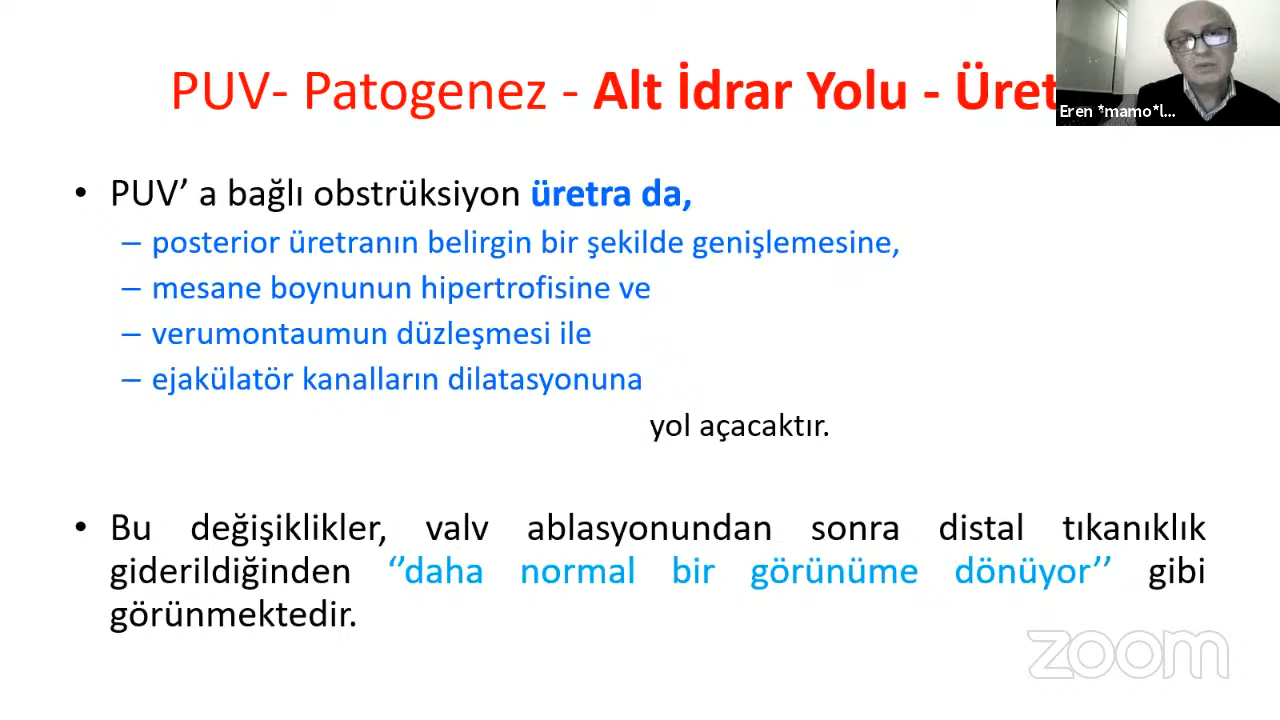 PUV- Patogenez - Alt İdrar Yolu - Üret
Eren *mamo*l...
• PUV’ a bağlı obstrüksiyon üretra da,
– posterior üretranın belirgin bir şekilde genişlemesine,
– mesane boynunun hipertrofisine ve
– verumontaumun düzleşmesi ile
– ejakülatör kanalların dilatasyonuna
yol açacaktır.
• Bu değişiklikler, valv ablasyonundan sonra distal tıkanıklık
giderildiğinden ‘’daha normal bir görünüme dönüyor’’ gibi
görünmektedir.
zoom